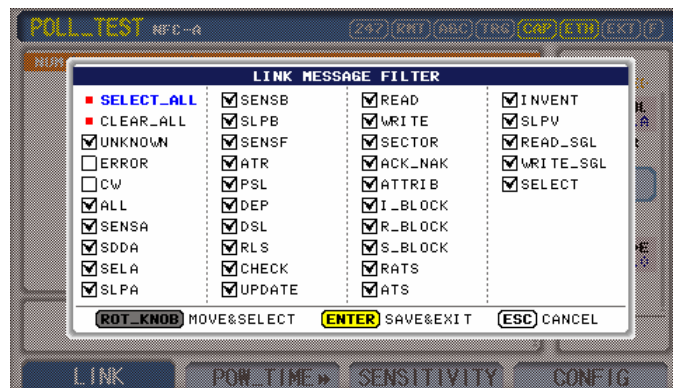 POLL_TEST NFC-A
247 RMT A&C TRG CAP ETH EXT F
NUM
LINK MESSAGE FILTER
SELECT_ALL SENSB READ INVENT
CLEAR_ALL SLPB WRITE SLPV
UNKNOWN SENSF SECTOR READ_SGL
ERROR ATR ACK_NAK WRITE_SGL
CW PSL ATTRIB SELECT
ALL DEP I_BLOCK
SENSA DSL R_BLOCK
SDDA RLS S_BLOCK
SELA CHECK RATS
SLPA UPDATE ATS
ROT_KNOB MOVE&SELECT ENTER SAVE&EXIT ESC CANCEL
LINK POW_TIME» SENSITIVITY CONFIG